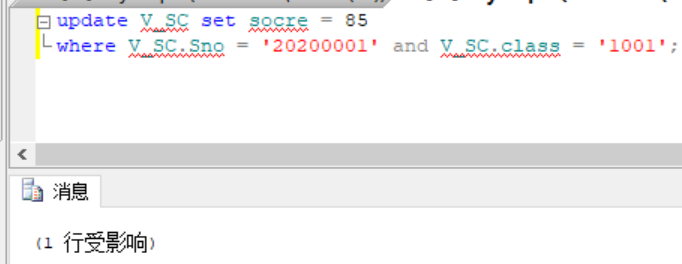 update V_SC set socre = 85
where V_SC.Sno = '20200001' and V_SC.class = '1001';
消息
(1 行受影响)